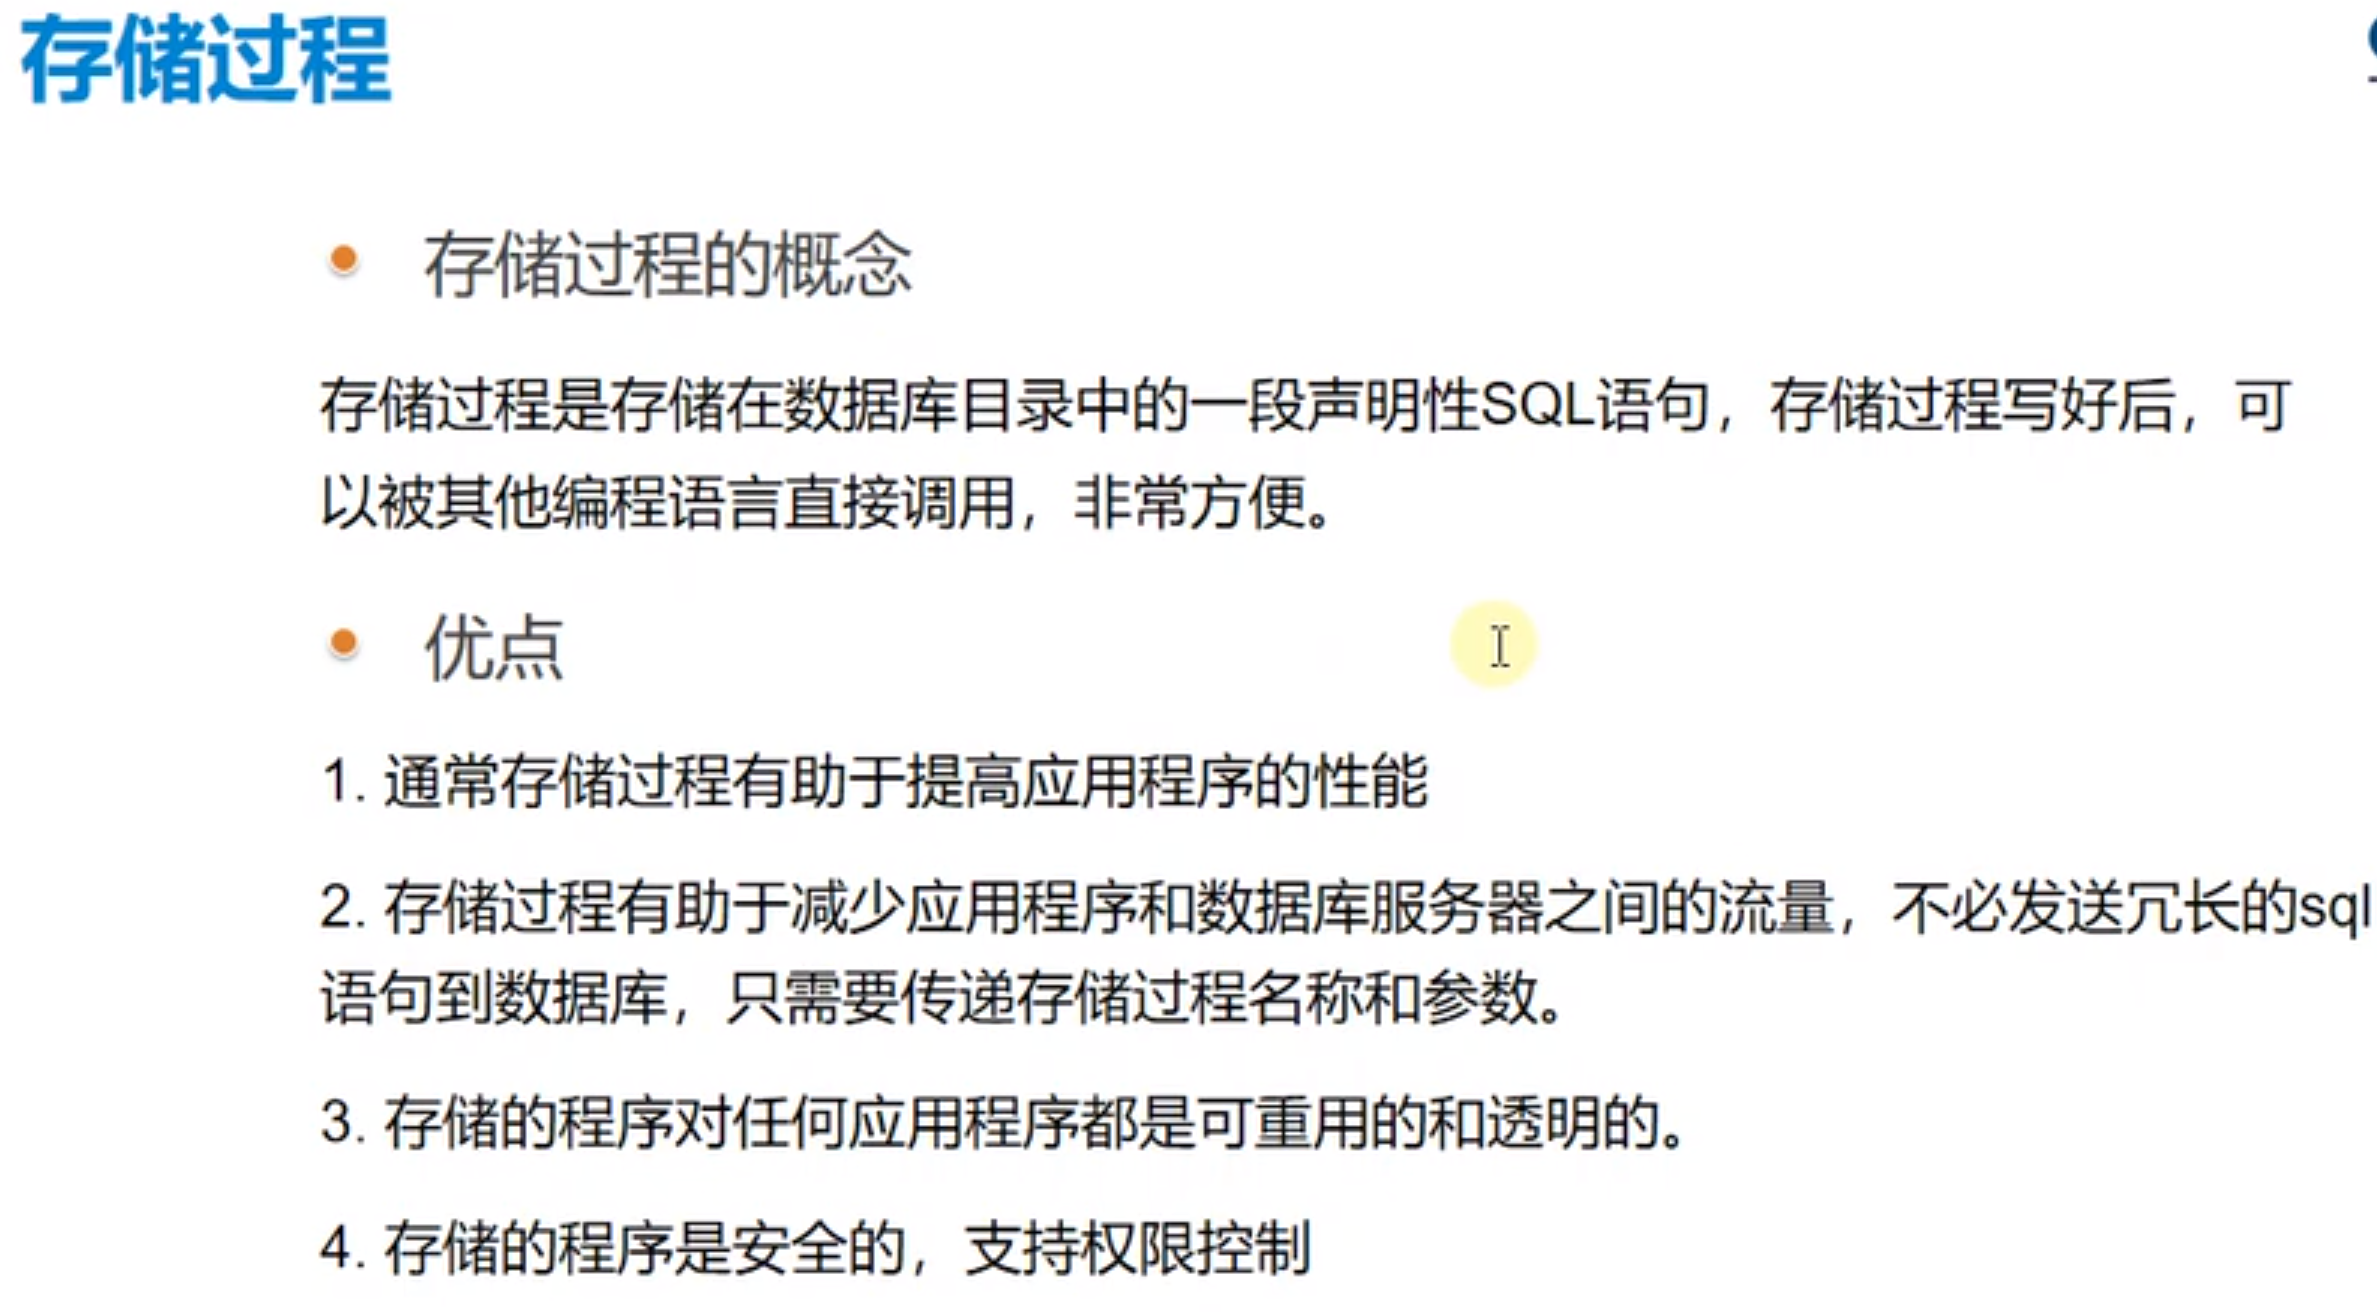 存储过程
存储过程的概念
存储过程是存储在数据库目录中的一段声明性SQL语句，存储过程写好后，可
以被其他编程语言直接调用，非常方便。
优点
1. 通常存储过程有助于提高应用程序的性能
2. 存储过程有助于减少应用程序和数据库服务器之间的流量，不必发送冗长的sql
语句到数据库，只需要传递存储过程名称和参数。
3. 存储的程序对任何应用程序都是可重用的和透明的。
4. 存储的程序是安全的，支持权限控制